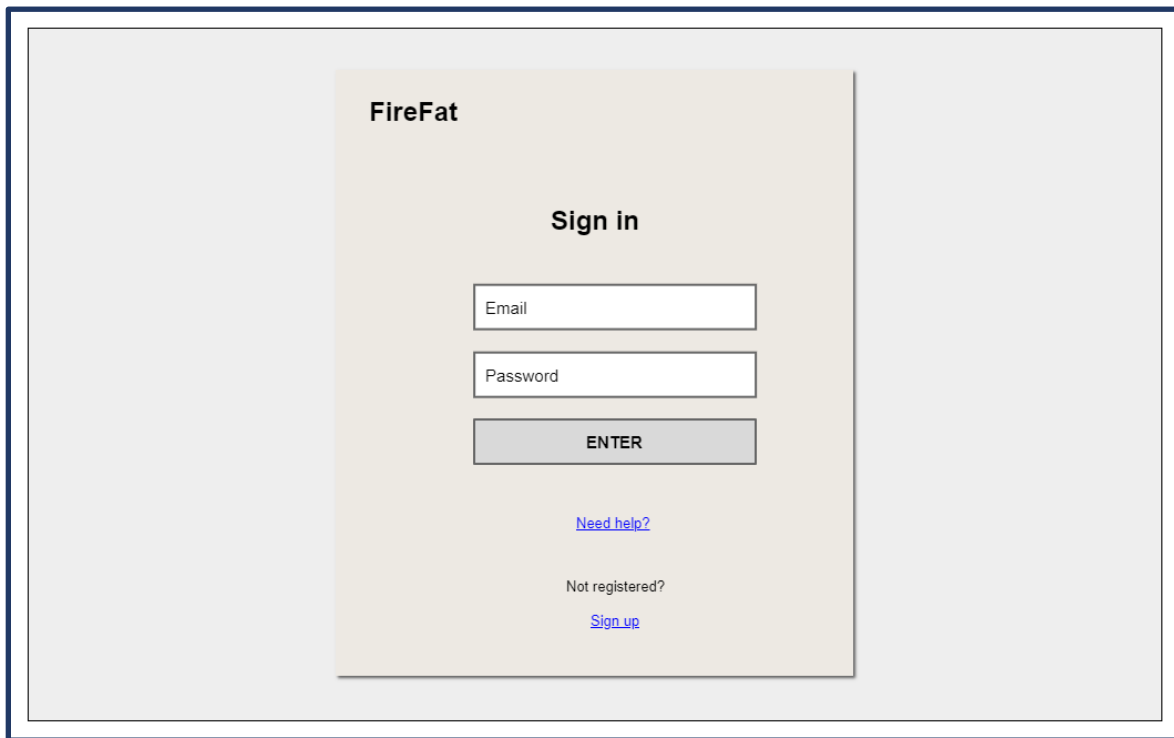 FireFat
Sign in
Email
Password
ENTER
Need help?
Not registered?
Sign up